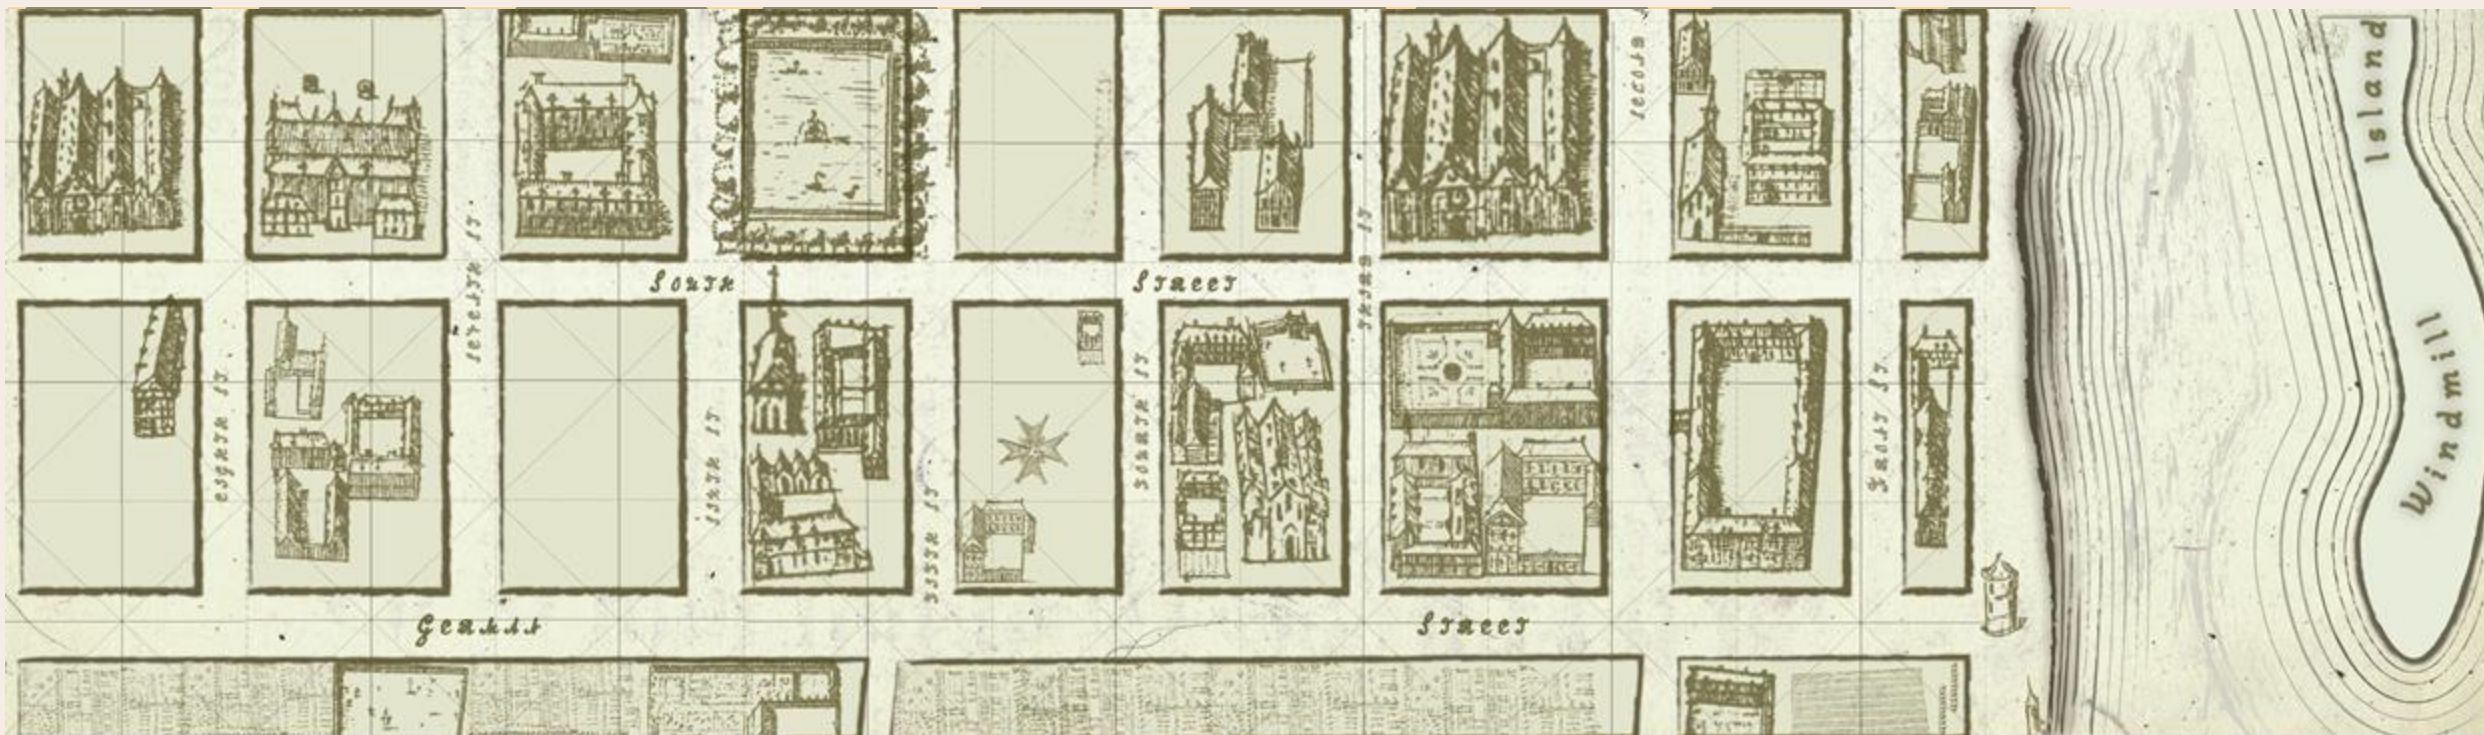 Island
Second S
Seventh St
Third St
South Street
Eighth St
Sixth St
Fifth St
Fourth St
Front St.
Windmill
German Street